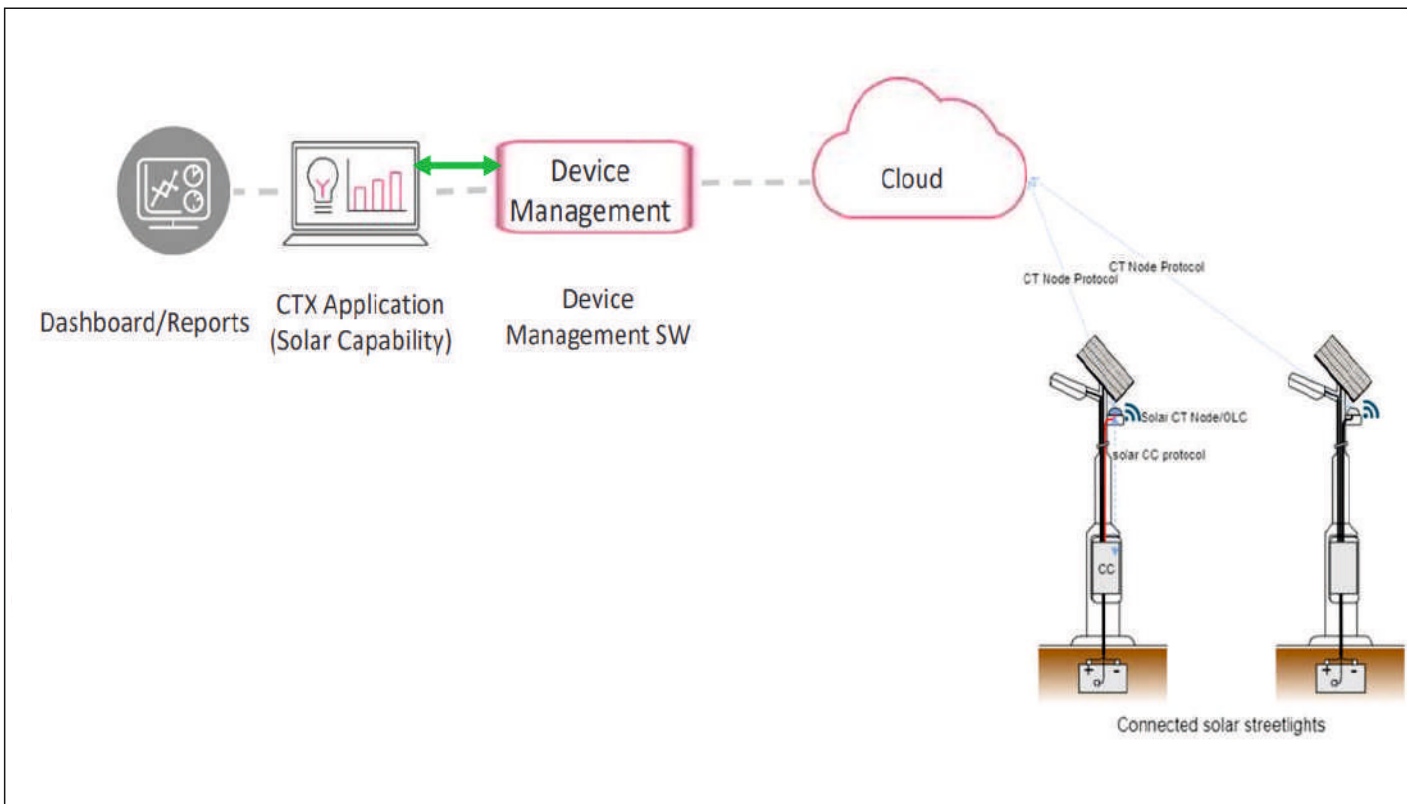 Device
Management
Cloud
Dashboard/Reports
CTX Application
(Solar Capability)
Device
Management SW
CT Node Protocol
CT Node Protocol
Solar CT Node/OLC
solar CC protocol
CC
+ -
+ -
Connected solar streetlights